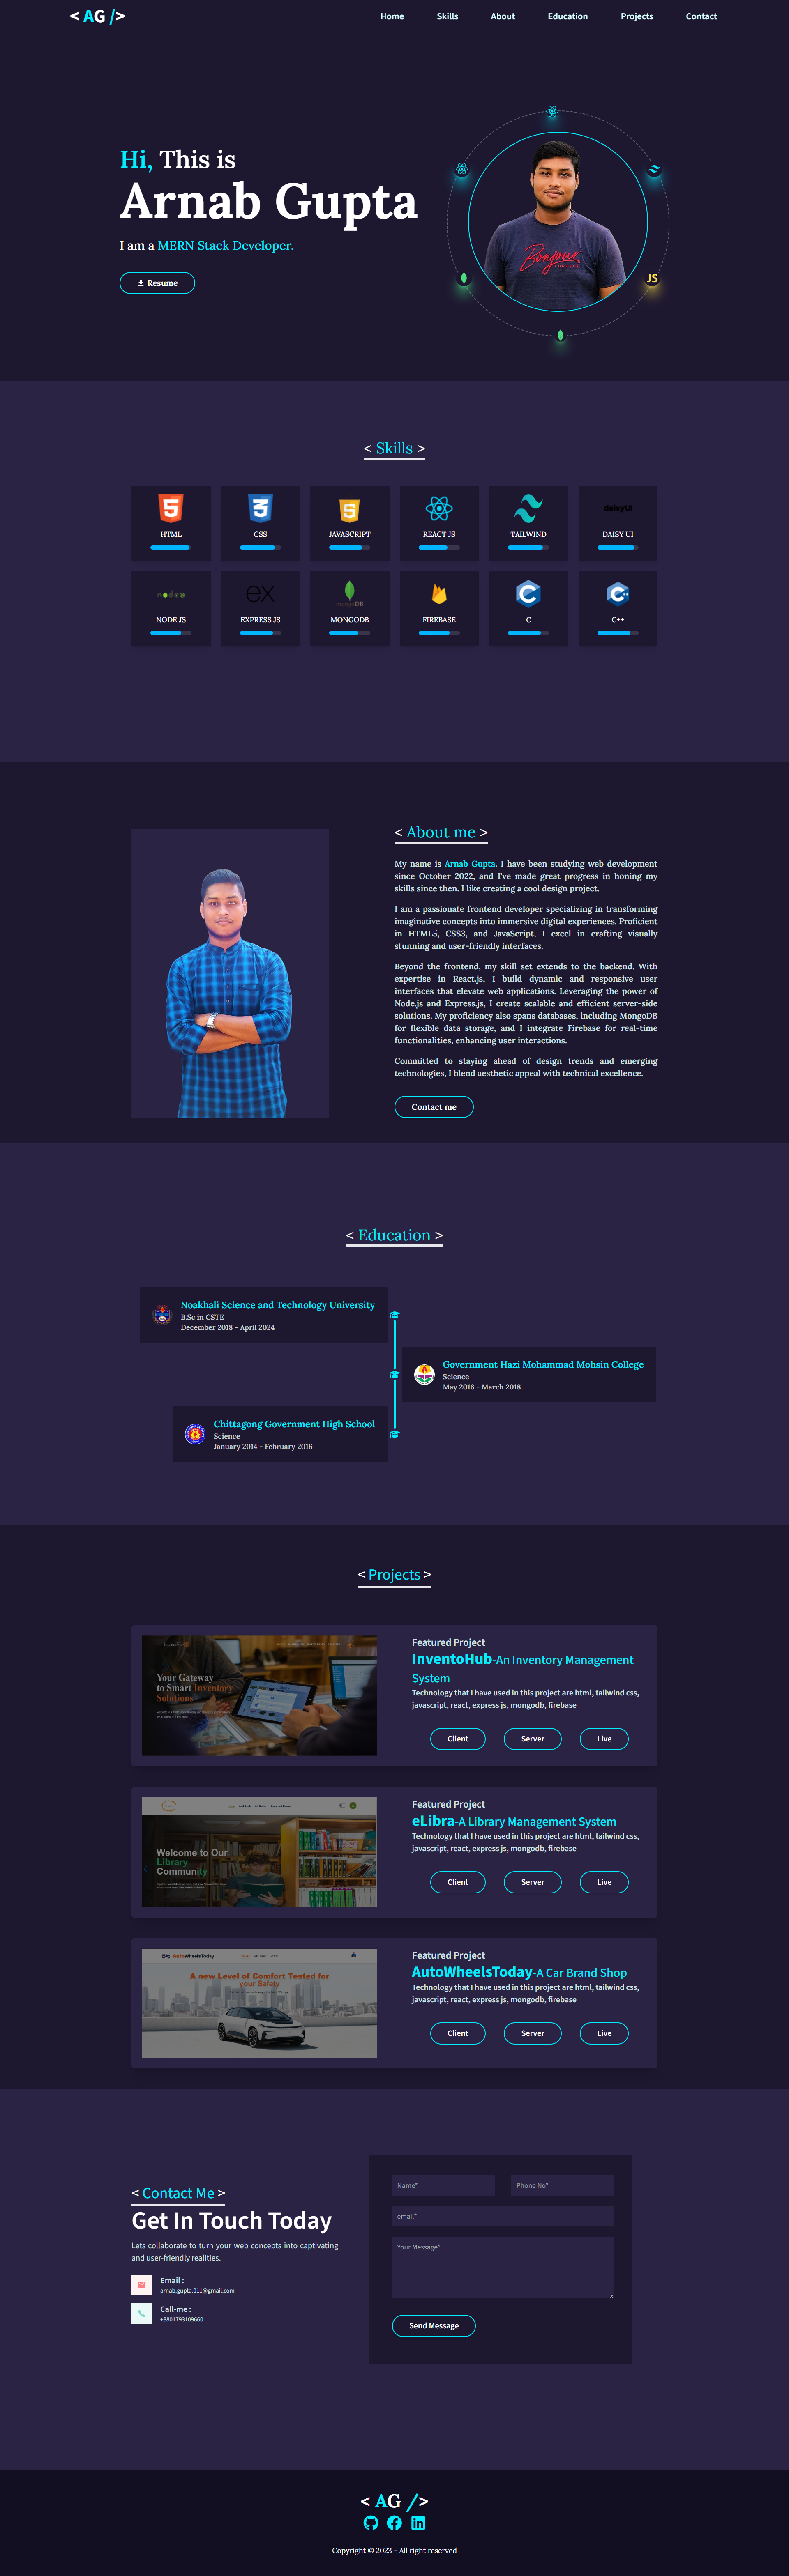 < AG />
Home Skills About Education Projects Contact
Hi, This is
Arnab Gupta
I am a MERN Stack Developer.
Resume
Bonjour
JS
< Skills >
HTML CSS JAVASCRIPT REACT JS TAILWIND DAISY UI
daisyUI
node
ex
mongoDB
NODE JS EXPRESS JS MONGODB FIREBASE C C++
< About me >
My name is Arnab Gupta. I have been studying web development
since October 2022, and I've made great progress in honing my
skills since then. I like creating a cool design project.
I am a passionate frontend developer specializing in transforming
imaginative concepts into immersive digital experiences. Proficient
in HTML5, CSS3, and JavaScript, I excel in crafting visually
stunning and user-friendly interfaces.
Beyond the frontend, my skill set extends to the backend. With
expertise in React.js, I build dynamic and responsive user
interfaces that elevate web applications. Leveraging the power of
Node.js and Express.js, I create scalable and efficient server-side
solutions. My proficiency also spans databases, including MongoDB
for flexible data storage, and I integrate Firebase for real-time
functionalities, enhancing user interactions.
Committed to staying ahead of design trends and emerging
technologies, I blend aesthetic appeal with technical excellence.
Contact me
< Education >
Noakhali Science and Technology University
B.Sc in CSTE
December 2018 - April 2024
Government Hazi Mohammad Mohsin College
Science
May 2016 - March 2018
Chittagong Government High School
Science
January 2014 - February 2016
< Projects >
Your Gateway
to Smart Inventory
Solutions
Featured Project
InventoHub-An Inventory Management
System
Technology that I have used in this project are html, tailwind css,
javascript, react, express js, mongodb, firebase
Client Server Live
Welcome to Our
Library
Community
Featured Project
eLibra-A Library Management System
Technology that I have used in this project are html, tailwind css,
javascript, react, express js, mongodb, firebase
Client Server Live
AutoWheelsToday
A new Level of Comfort Tested for
your Safety
Featured Project
AutoWheelsToday-A Car Brand Shop
Technology that I have used in this project are html, tailwind css,
javascript, react, express js, mongodb, firebase
Client Server Live
< Contact Me >
Get In Touch Today
Lets collaborate to turn your web concepts into captivating
and user-friendly realities.
Email :
arnab.gupta.011@gmail.com
Call-me :
+8801793109660
Name* Phone No*
email*
Your Message*
Send Message
< AG />
Copyright © 2023 - All right reserved